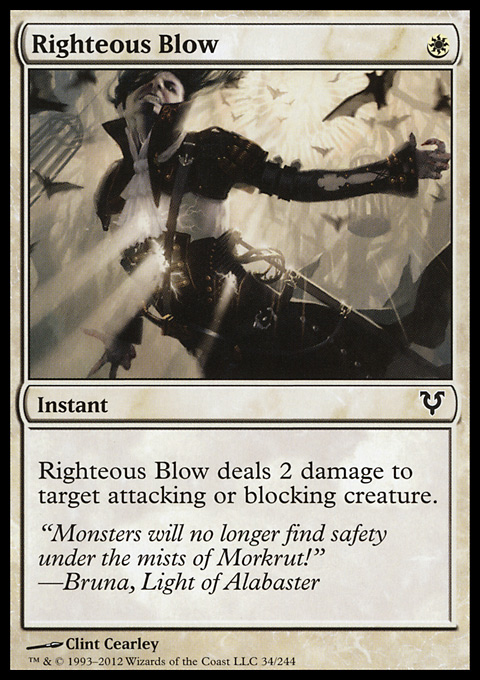 Righteous Blow
Instant
Righteous Blow deals 2 damage to
target attacking or blocking creature.
“Monsters will no longer find safety
under the mists of Morkrut!”
—Bruna, Light of Alabaster
Clint Cearley
™ & © 1993–2012 Wizards of the Coast LLC 34/244